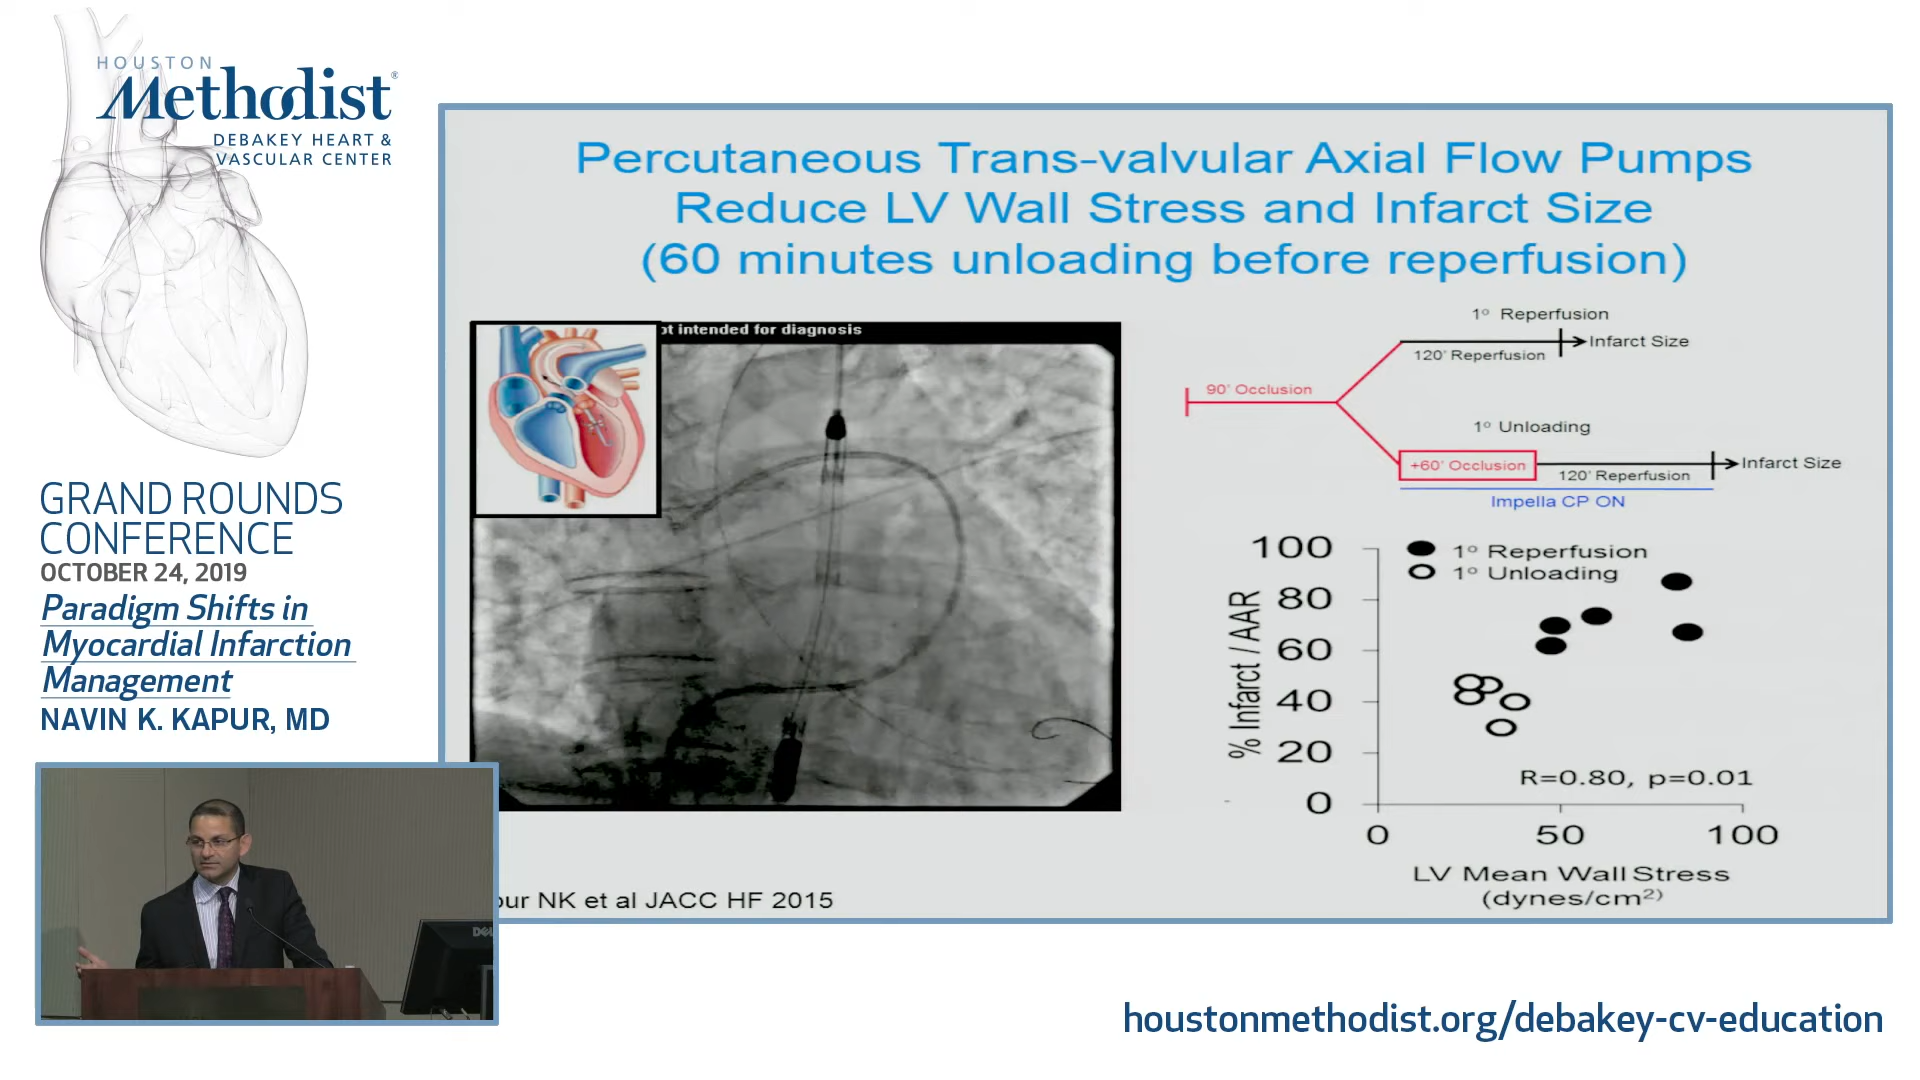 HOUSTON
Methodist®
DEBAKEY HEART &
VASCULAR CENTER
GRAND ROUNDS
CONFERENCE
OCTOBER 24, 2019
Paradigm Shifts in
Myocardial Infarction
Management
NAVIN K. KAPUR, MD
Percutaneous Trans-valvular Axial Flow Pumps
Reduce LV Wall Stress and Infarct Size
(60 minutes unloading before reperfusion)
ot intended for diagnosis
1° Reperfusion
120' Reperfusion
Infarct Size
90' Occlusion
1° Unloading
+60' Occlusion
120' Reperfusion
Infarct Size
Impella CP ON
1° Reperfusion
1° Unloading
% Infarct / AAR
100
80
60
40
20
0
R=0.80, p=0.01
0 50 100
LV Mean Wall Stress
(dynes/cm²)
our NK et al JACC HF 2015
DELL
houstonmethodist.org/debakey-cv-education